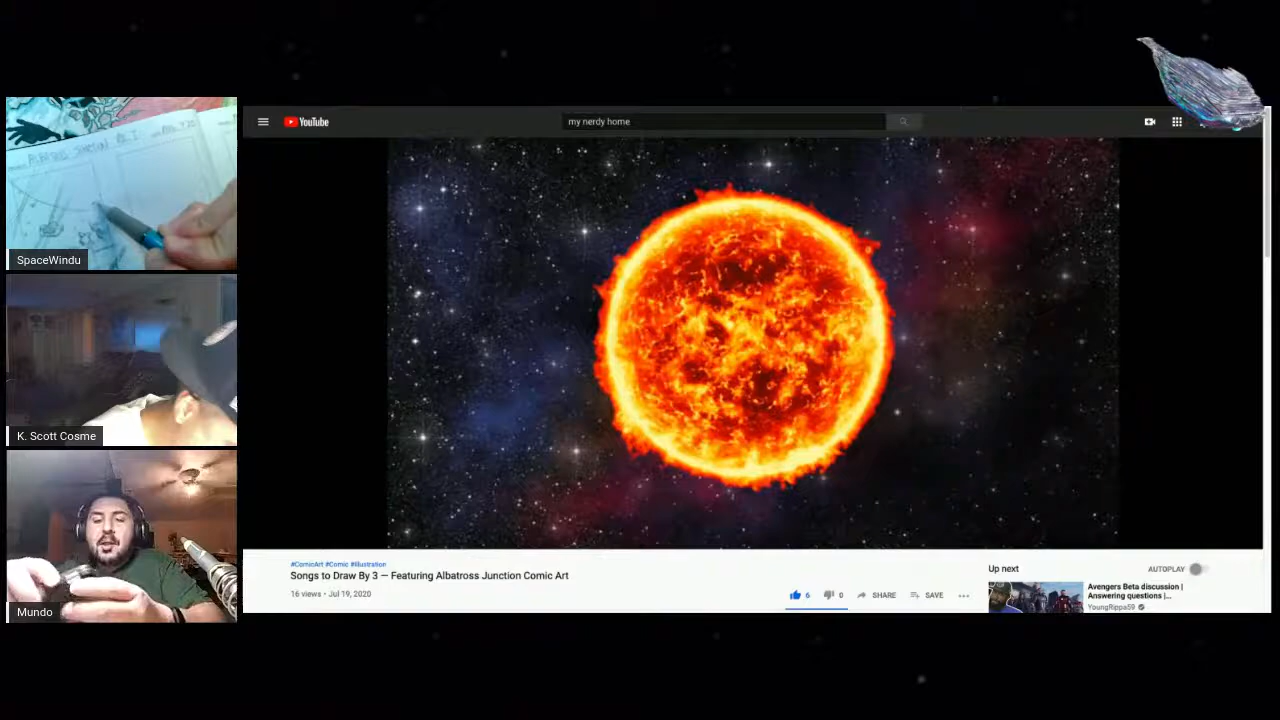 YouTube
my nerdy home
ALBATROSS JUNCTION
SpaceWindu
K. Scott Cosme
Mundo
#ComicArt #Comic #Illustration
Songs to Draw By 3 — Featuring Albatross Junction Comic Art
16 views • Jul 19, 2020
6
0
SHARE
SAVE
Up next
AUTOPLAY
Avengers Beta discussion |
Answering questions |...
YoungRippa59